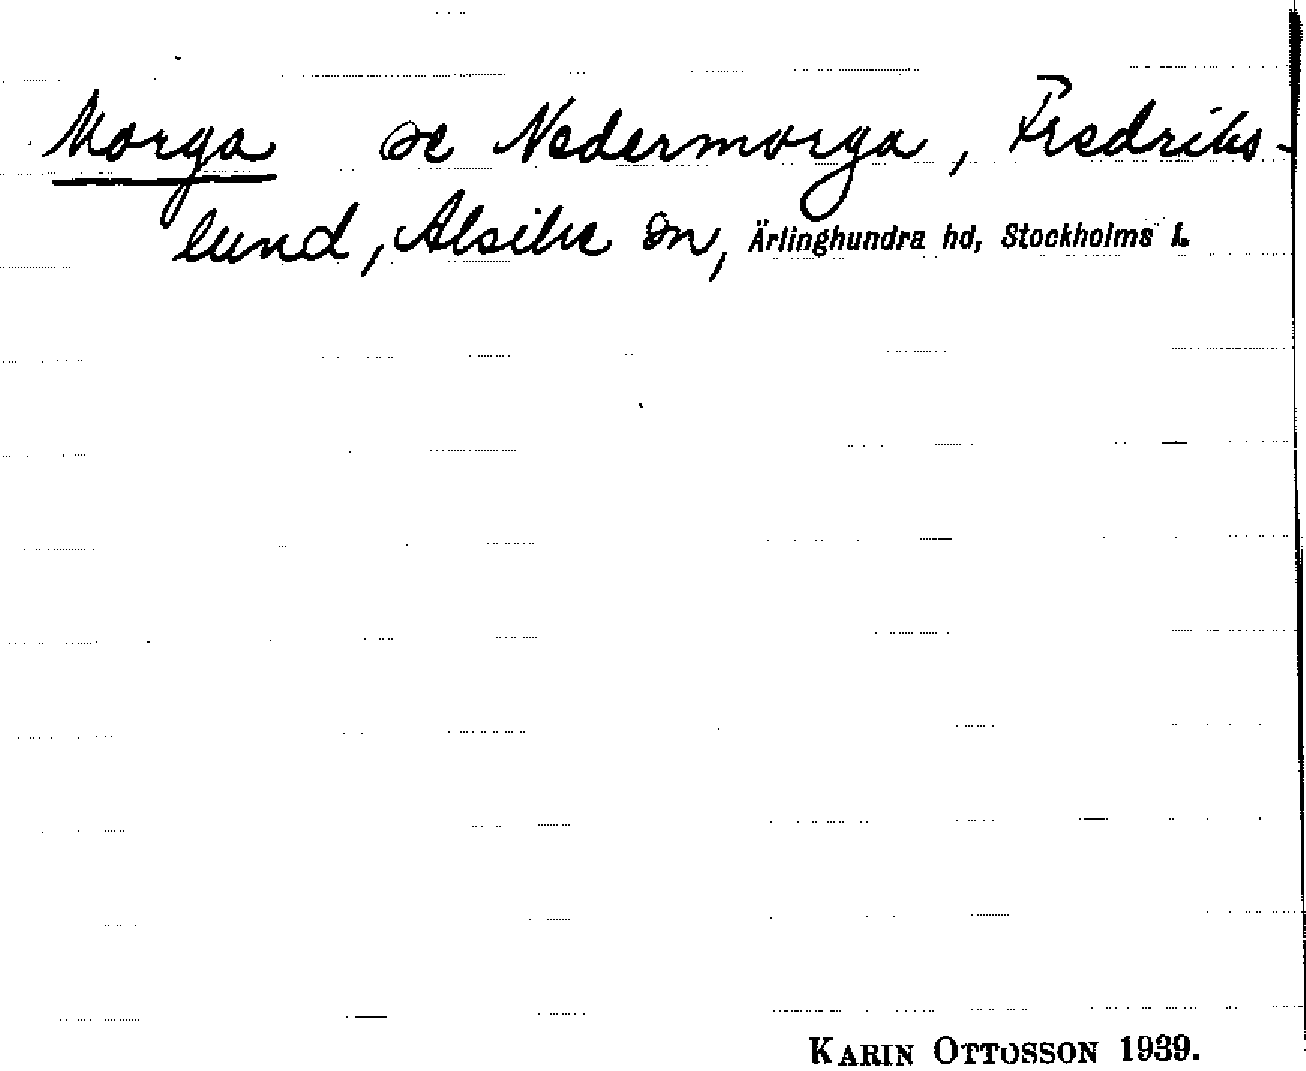 Morga se Nedermorga, Fredriks-
lund, Alsike sn, Ärlinghundra hd, Stockholms l.
KARIN OTTOSSON 1939.